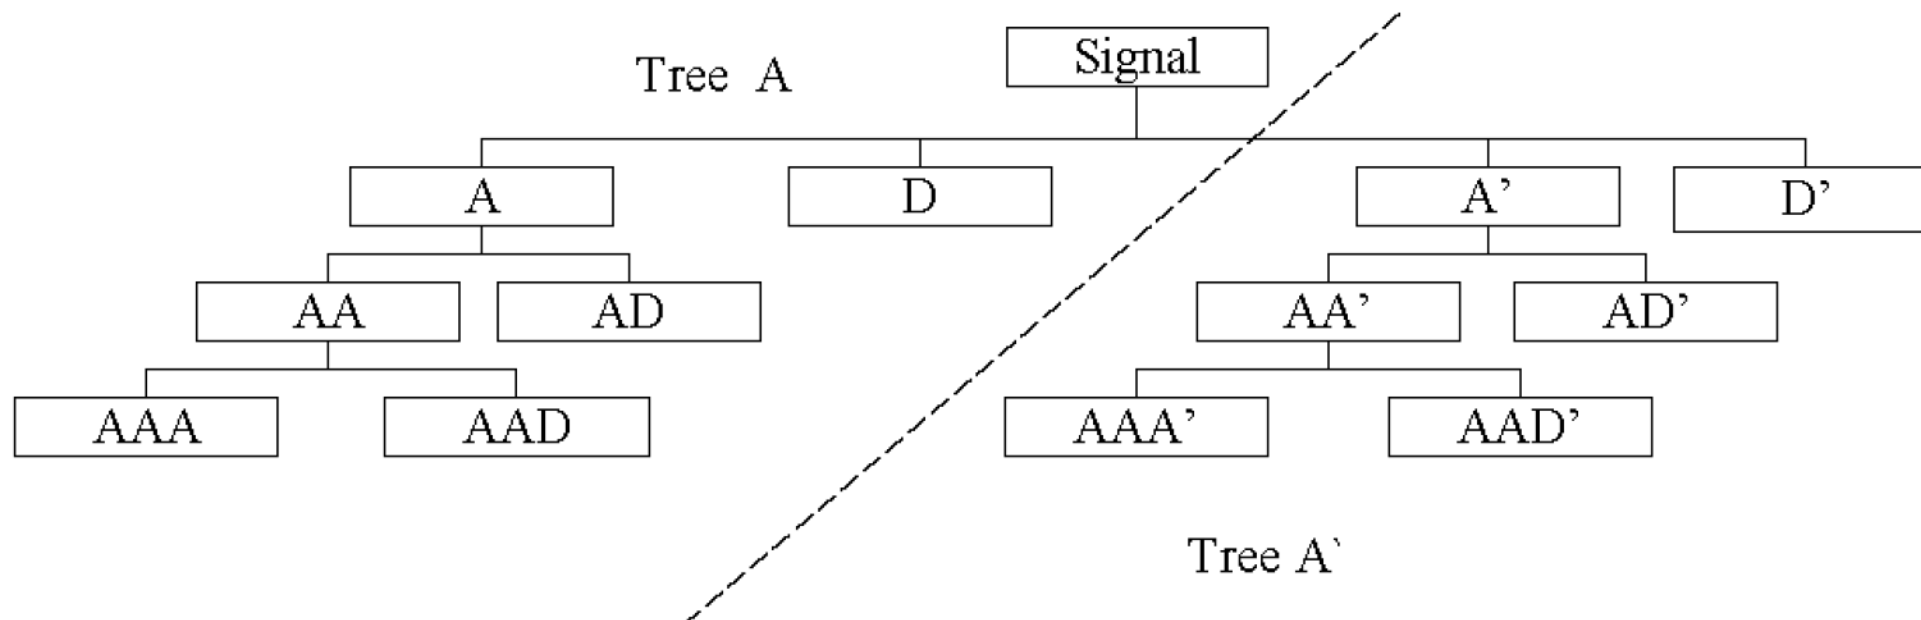 Signal
Tree A
A
D
A’
D’
AA
AD
AA’
AD’
AAA
AAD
AAA’
AAD’
Tree A`